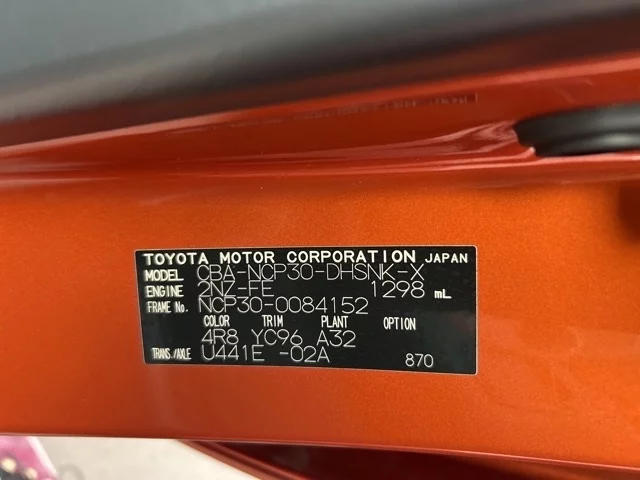 TOYOTA MOTOR CORPORATION JAPAN
MODEL CBA-NCP30-DHSNK-X
ENGINE 2NZ-FE 1298 mL
FRAME No. NCP30-0084152
COLOR TRIM PLANT OPTION
4R8 YC96 A32
TRANS./AXLE U441E -02A 870